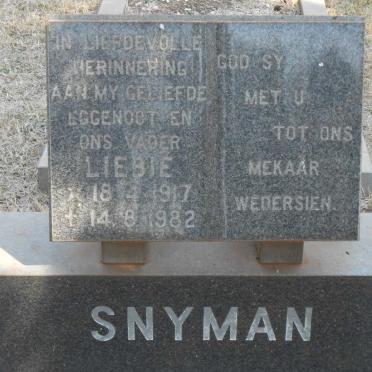 IN LIEFDEVOLLE
HERINNERING
AAN MY GELIEFDE
EGGENOOT EN
ONS VADER
LIEBIE
* 18 4 1917
† 14 8 1982
GOD SY
MET U
TOT ONS
MEKAAR
WEDERSIEN.
SNYMAN